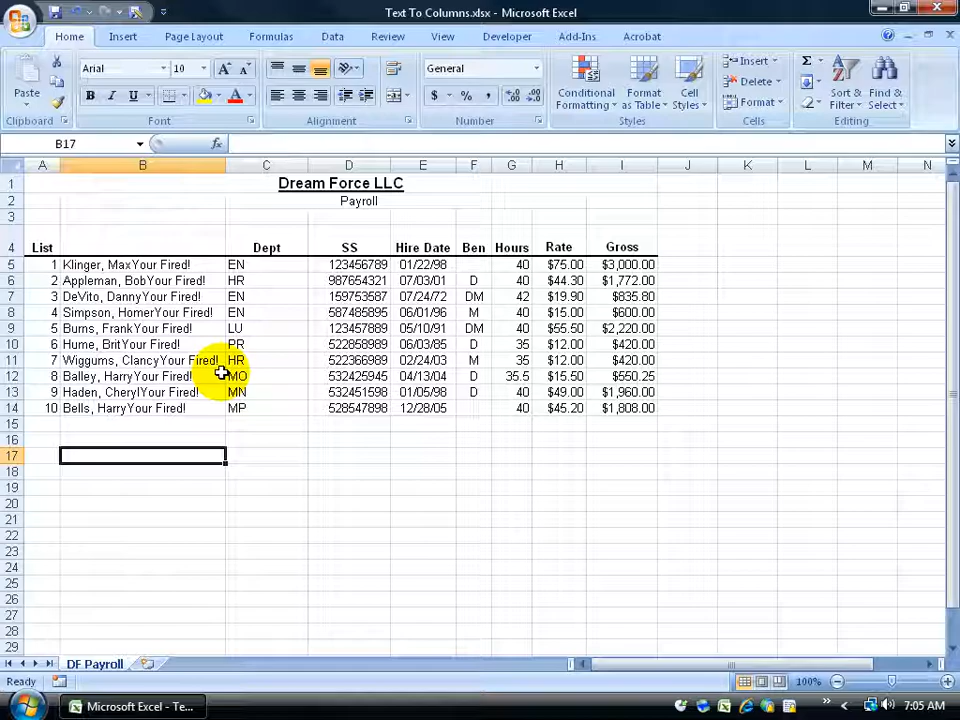 Text To Columns.xlsx - Microsoft Excel
Home Insert Page Layout Formulas Data Review View Developer Add-Ins Acrobat
Paste Arial 10 General Conditional Formatting Format as Table Cell Styles Insert Delete Format Sort & Filter Find & Select
Clipboard Font Alignment Number Styles Cells Editing
B17 fx
A B C D E F G H I J K L M N
1 Dream Force LLC
2 Payroll
3
4 List Dept SS Hire Date Ben Hours Rate Gross
5 1 Klinger, MaxYour Fired! EN 123456789 01/22/98 40 $75.00 $3,000.00
6 2 Appleman, BobYour Fired! HR 987654321 07/03/01 D 40 $44.30 $1,772.00
7 3 DeVito, DannyYour Fired! EN 159753587 07/24/72 DM 42 $19.90 $835.80
8 4 Simpson, HomerYour Fired! EN 587485895 06/01/96 M 40 $15.00 $600.00
9 5 Burns, FrankYour Fired! LU 123457889 05/10/91 DM 40 $55.50 $2,220.00
10 6 Hume, BritYour Fired! PR 522858989 06/03/85 D 35 $12.00 $420.00
11 7 Wiggums, ClancyYour Fired! HR 522366989 02/24/03 M 35 $12.00 $420.00
12 8 Balley, HarryYour Fired! MO 532425945 04/13/04 D 35.5 $15.50 $550.25
13 9 Haden, CherylYour Fired! MN 532451598 01/05/98 D 40 $49.00 $1,960.00
14 10 Bells, HarryYour Fired! MP 528547898 12/28/05 40 $45.20 $1,808.00
15
16
17
18
19
20
21
22
23
24
25
26
27
28
29
DF Payroll
Ready 100%
Microsoft Excel - Te... 7:05 AM